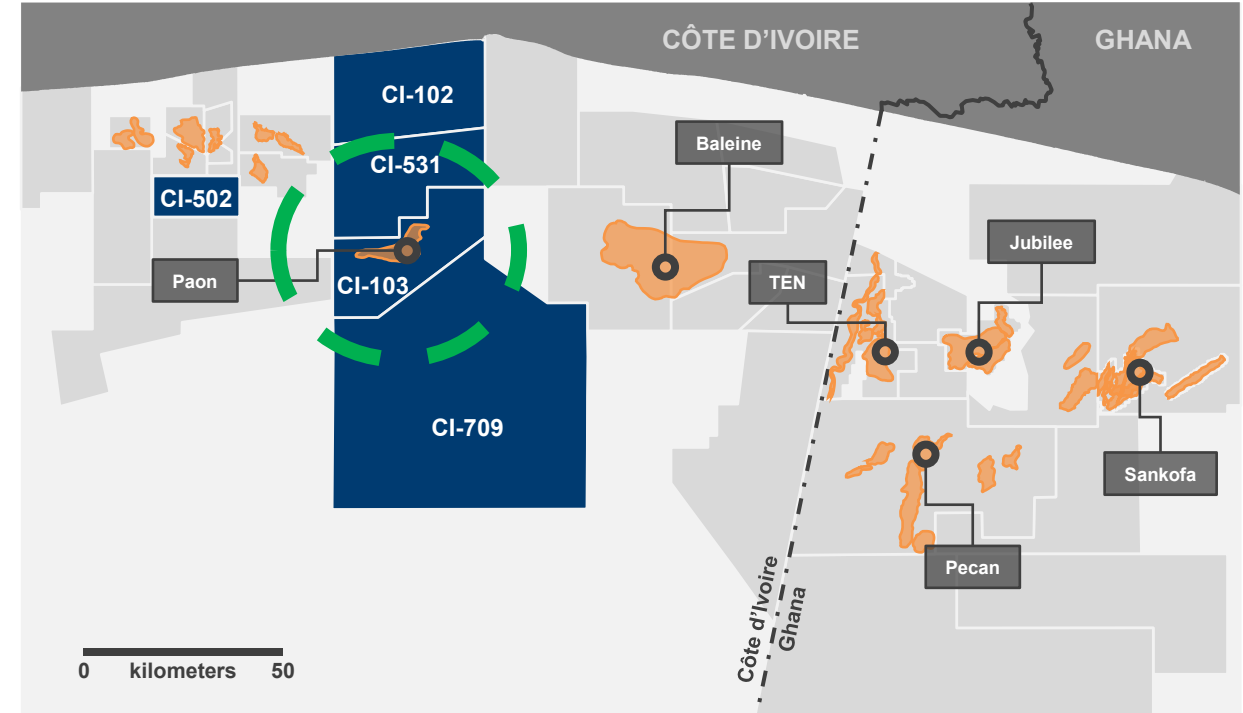 CÔTE D'IVOIRE
GHANA
CI-102
Baleine
CI-531
CI-502
Jubilee
Paon
CI-103
TEN
CI-709
Sankofa
Pecan
Côte d'Ivoire
Ghana
0 kilometers 50